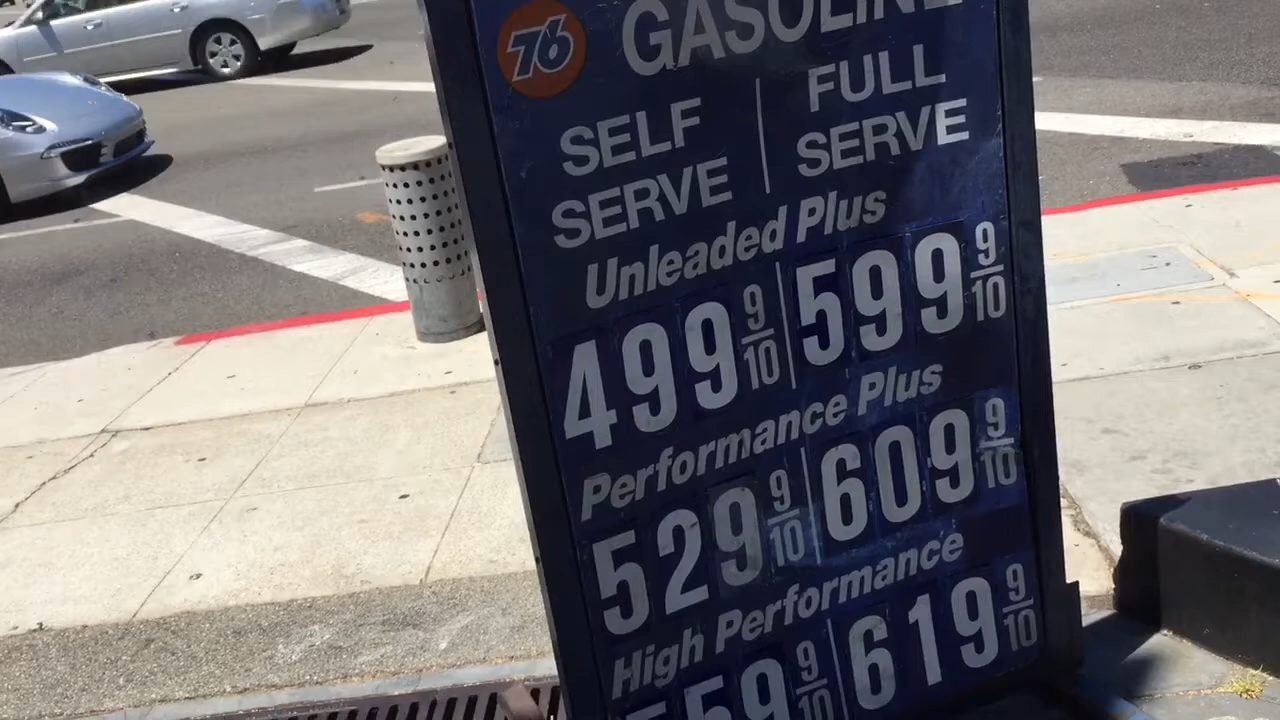 76 GASOLINE
SELF SERVE | FULL SERVE
Unleaded Plus
499 9/10 | 599 9/10
Performance Plus
529 9/10 | 609 9/10
High Performance
559 9/10 | 619 9/10